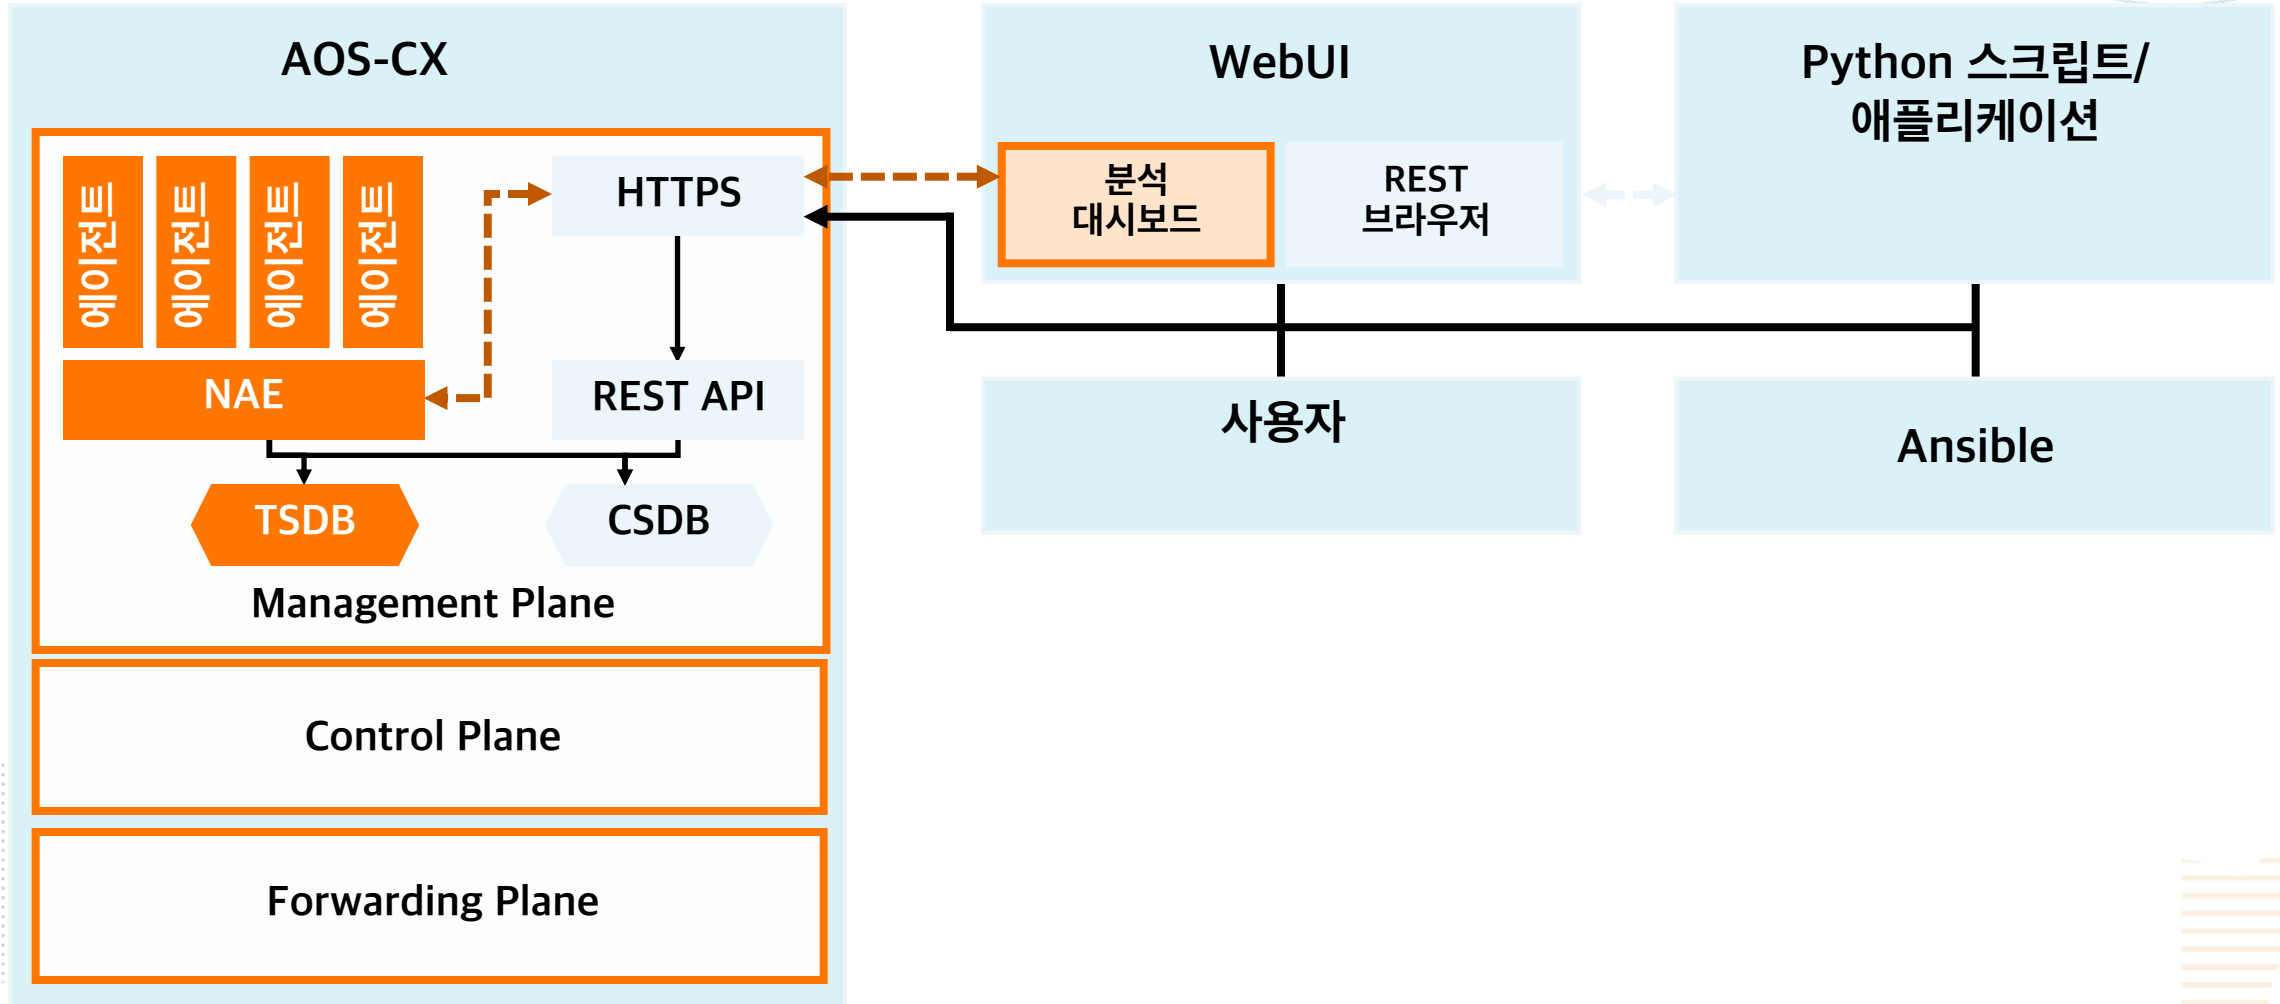 AOS-CX
에이전트
에이전트
에이전트
에이전트
HTTPS
NAE
REST API
TSDB
CSDB
Management Plane
Control Plane
Forwarding Plane
WebUI
분석
대시보드
REST
브라우저
Python 스크립트/
애플리케이션
사용자
Ansible